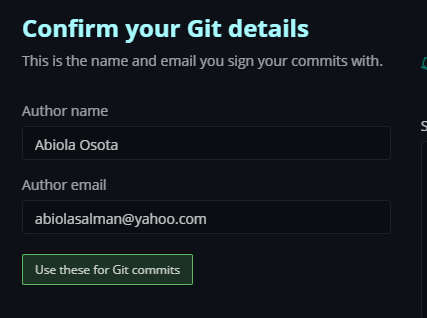 Confirm your Git details
This is the name and email you sign your commits with.
Author name
Abiola Osota
Author email
abiolasalman@yahoo.com
Use these for Git commits